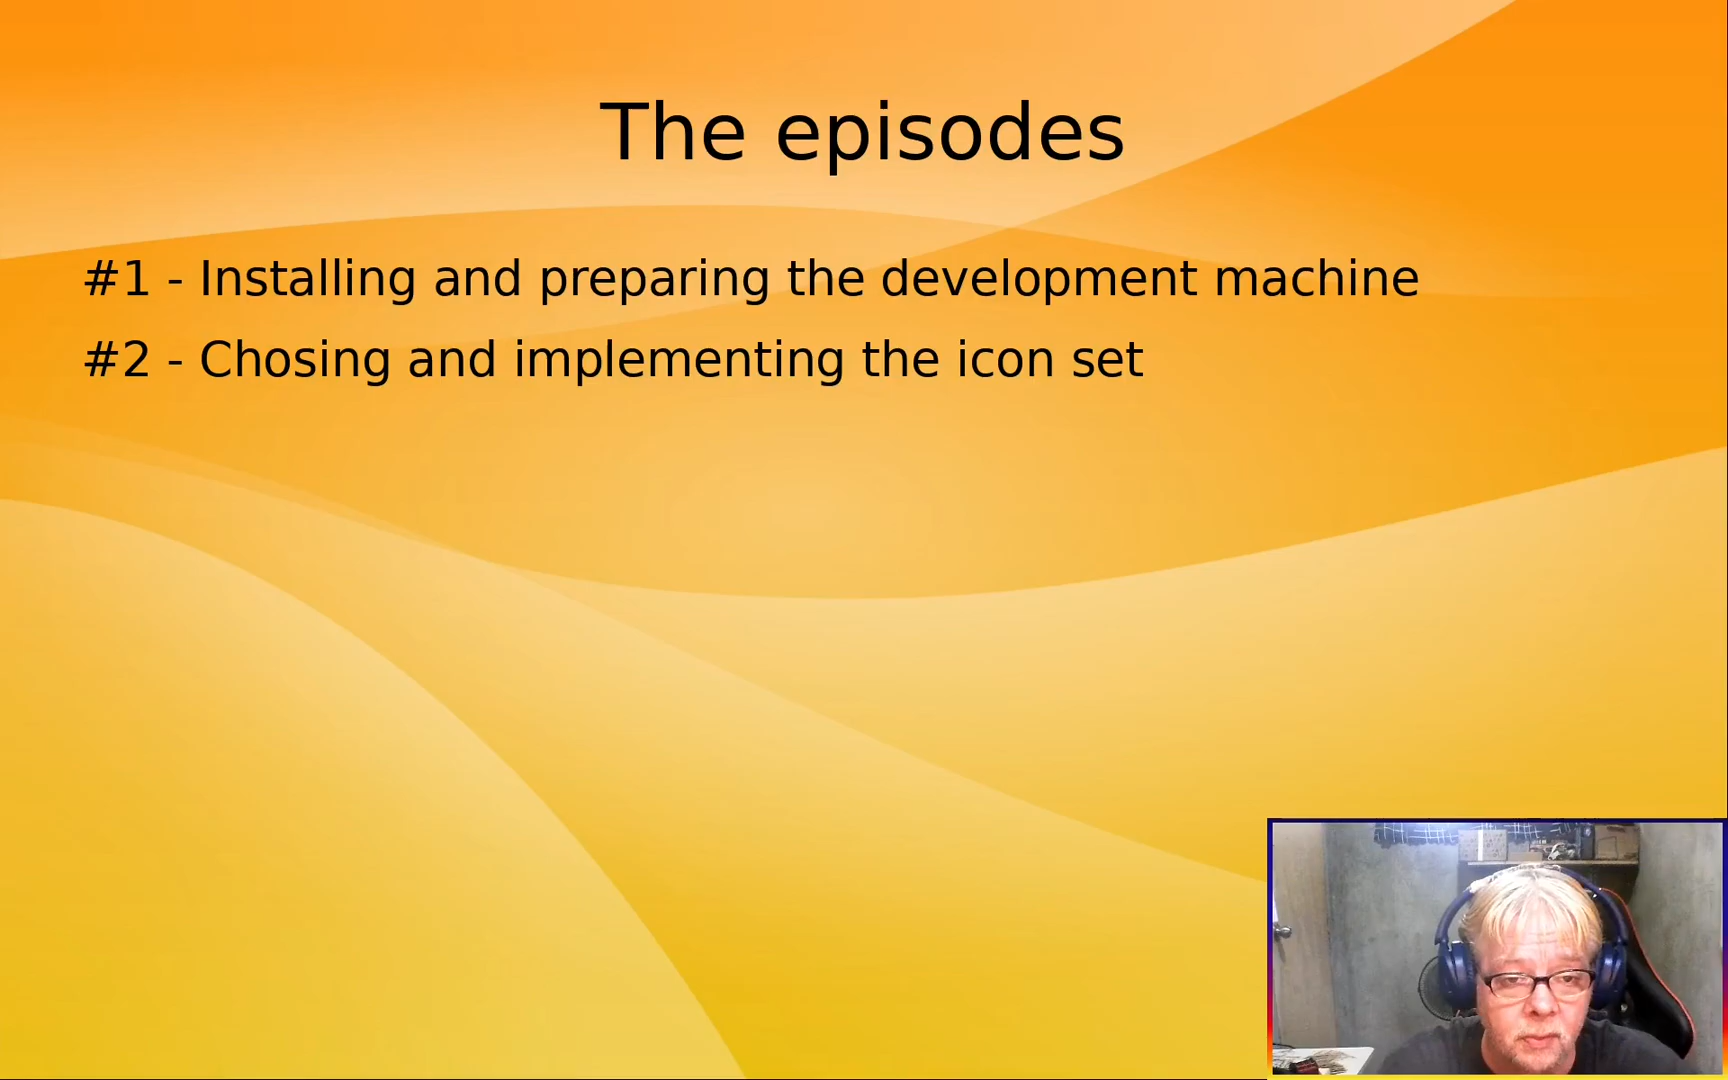 The episodes
#1 - Installing and preparing the development machine
#2 - Chosing and implementing the icon set